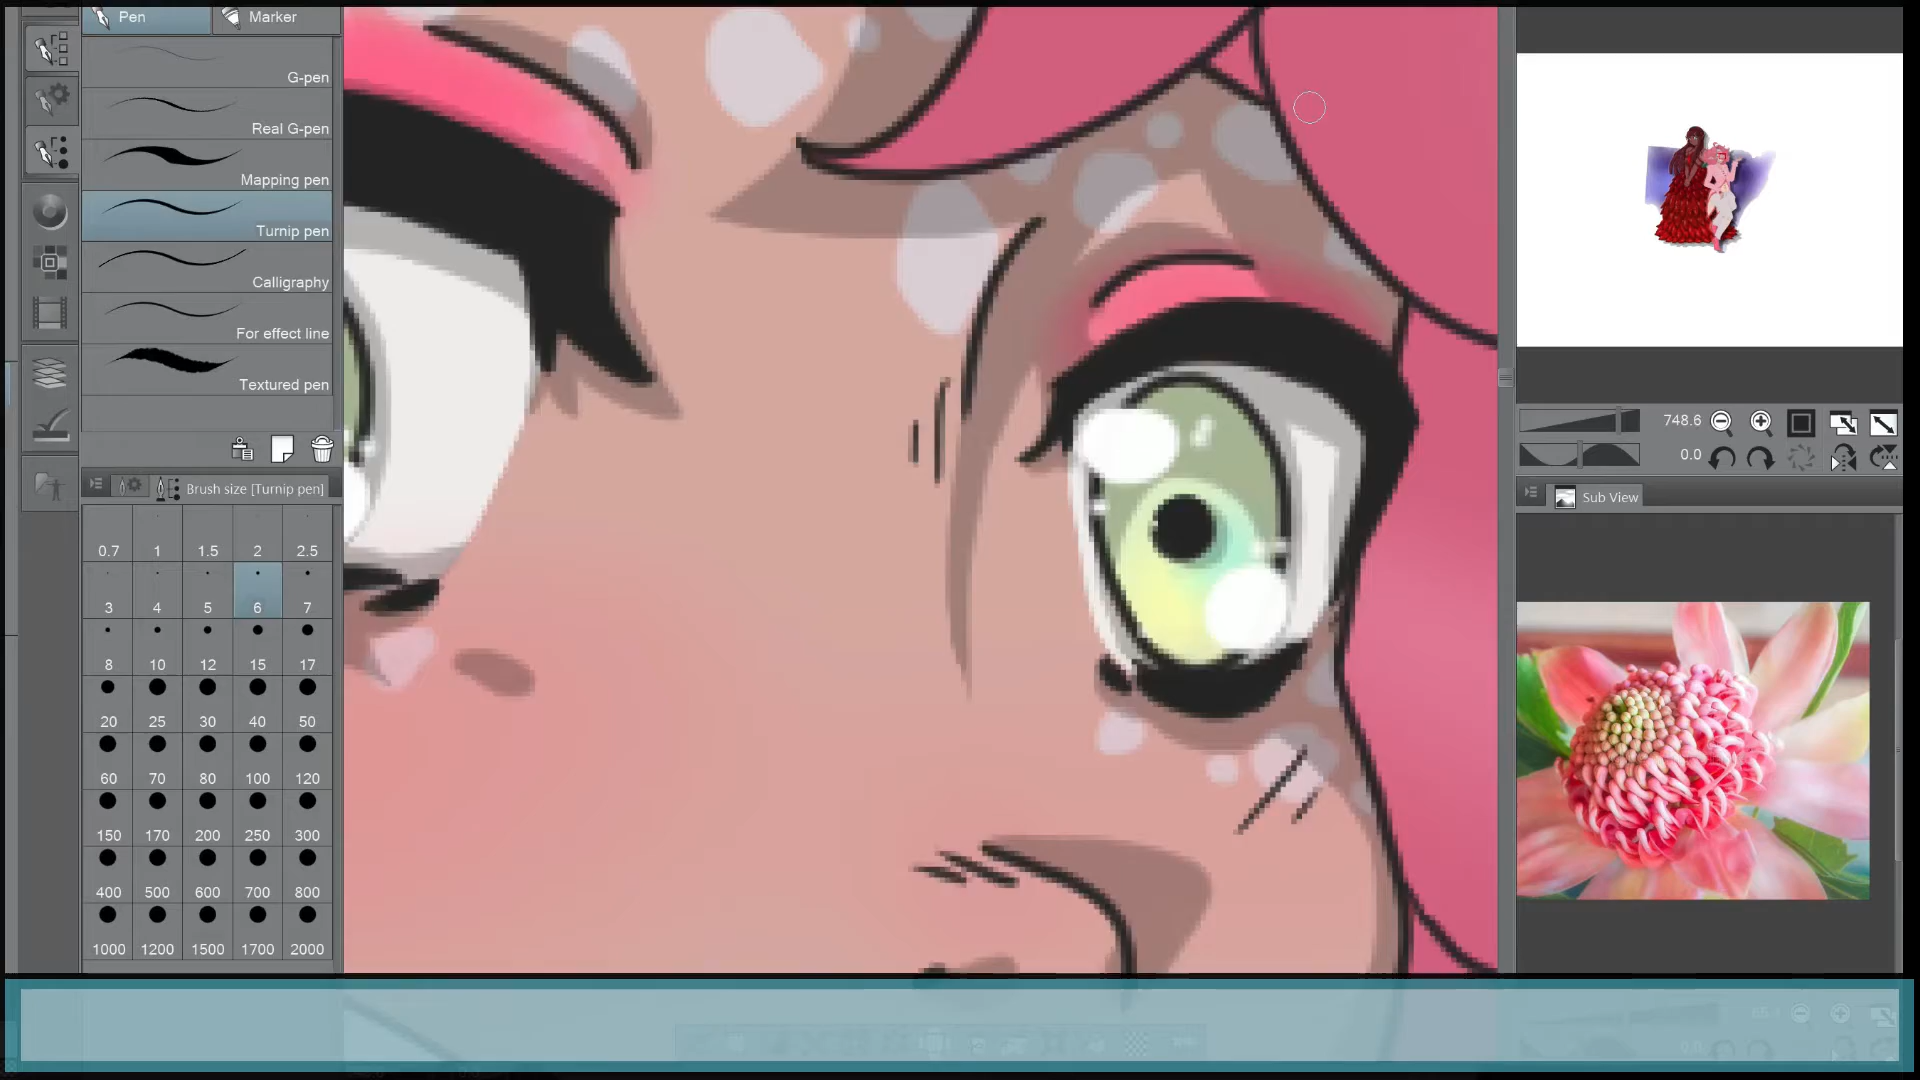 Pen
Marker
G-pen
Real G-pen
Mapping pen
Turnip pen
Calligraphy
For effect line
Textured pen
Brush size [Turnip pen]
0.7 1 1.5 2 2.5
3 4 5 6 7
8 10 12 15 17
20 25 30 40 50
60 70 80 100 120
150 170 200 250 300
400 500 600 700 800
1000 1200 1500 1700 2000
748.6
0.0
Sub View